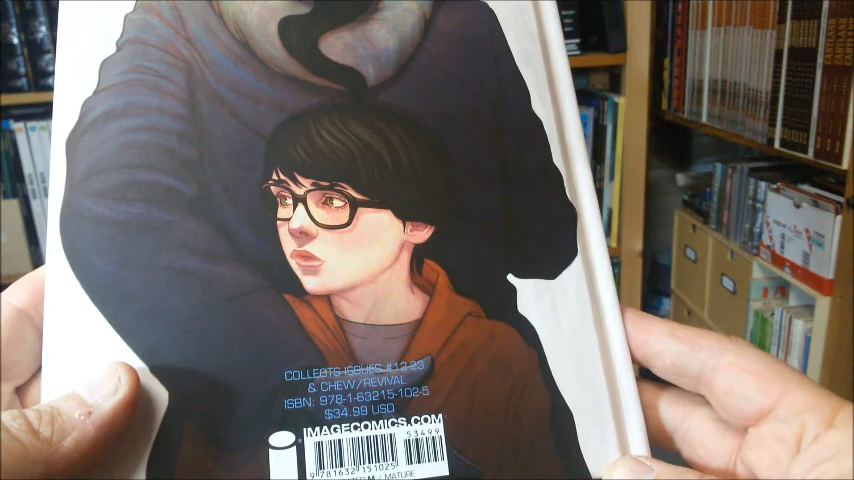 COLLECTS ISSUES #12-23
& CHEW/REVIVAL
ISBN: 978-1-63215-102-5
$34.99 USD
IMAGECOMICS.COM
53499
9 781632 151025
M / MATURE